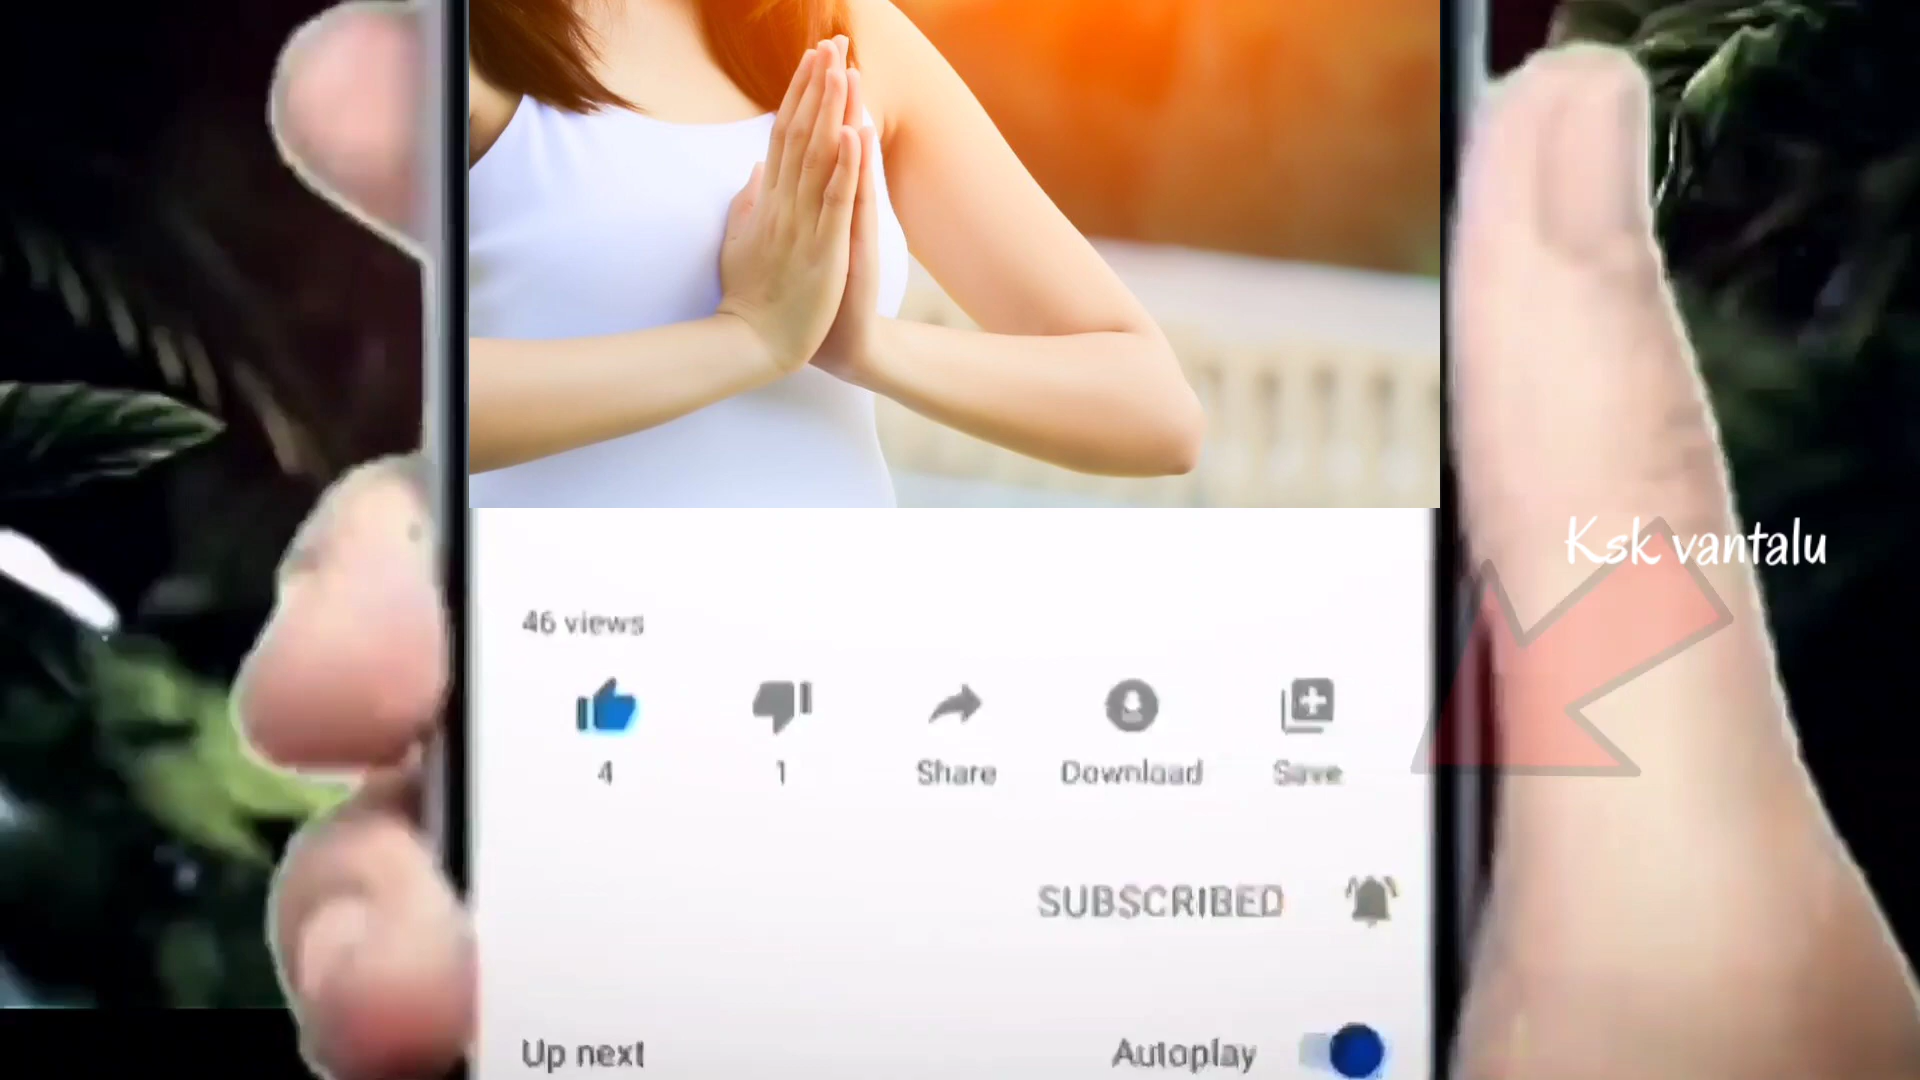 Ksk vantalu
46 views
4
1
Share
Download
Save
SUBSCRIBED
Up next
Autoplay